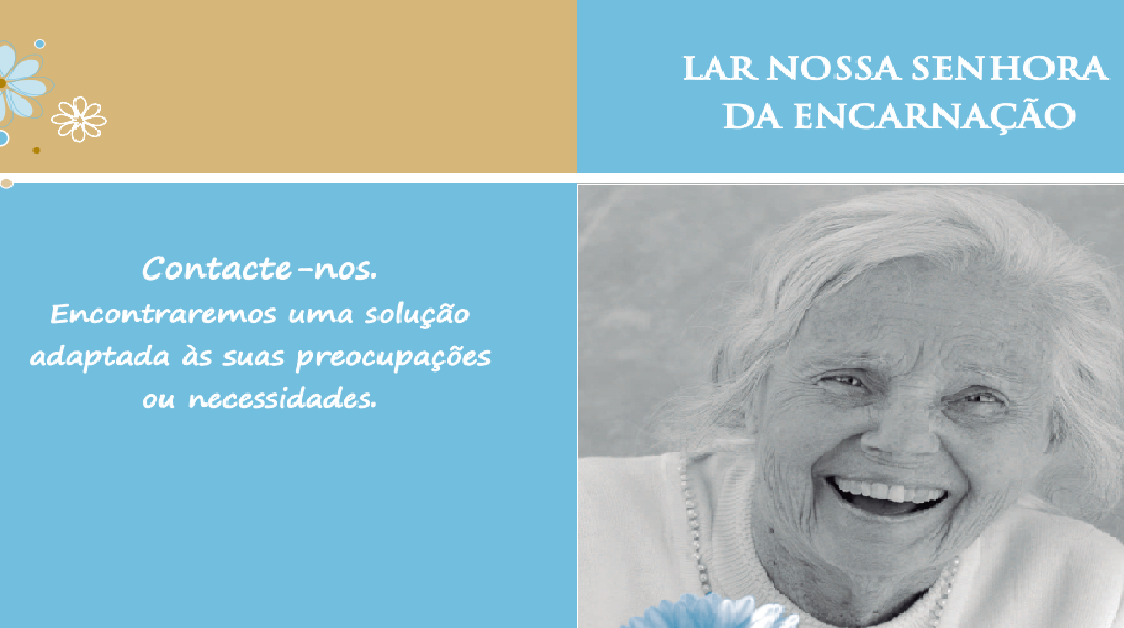 LAR NOSSA SENHORA
DA ENCARNAÇÃO
Contacte-nos.
Encontraremos uma solução
adaptada às suas preocupações
ou necessidades.